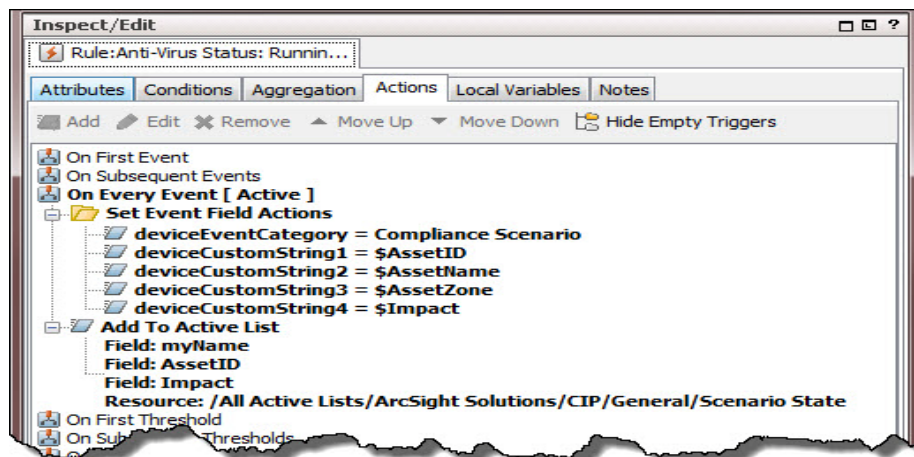 Inspect/Edit
Rule:Anti-Virus Status: Runnin...
Attributes Conditions Aggregation Actions Local Variables Notes
Add Edit Remove Move Up Move Down Hide Empty Triggers
On First Event
On Subsequent Events
On Every Event [ Active ]
Set Event Field Actions
deviceEventCategory = Compliance Scenario
deviceCustomString1 = $AssetID
deviceCustomString2 = $AssetName
deviceCustomString3 = $AssetZone
deviceCustomString4 = $Impact
Add To Active List
Field: myName
Field: AssetID
Field: Impact
Resource: /All Active Lists/ArcSight Solutions/CIP/General/Scenario State
On First Threshold
On Sub Thresholds